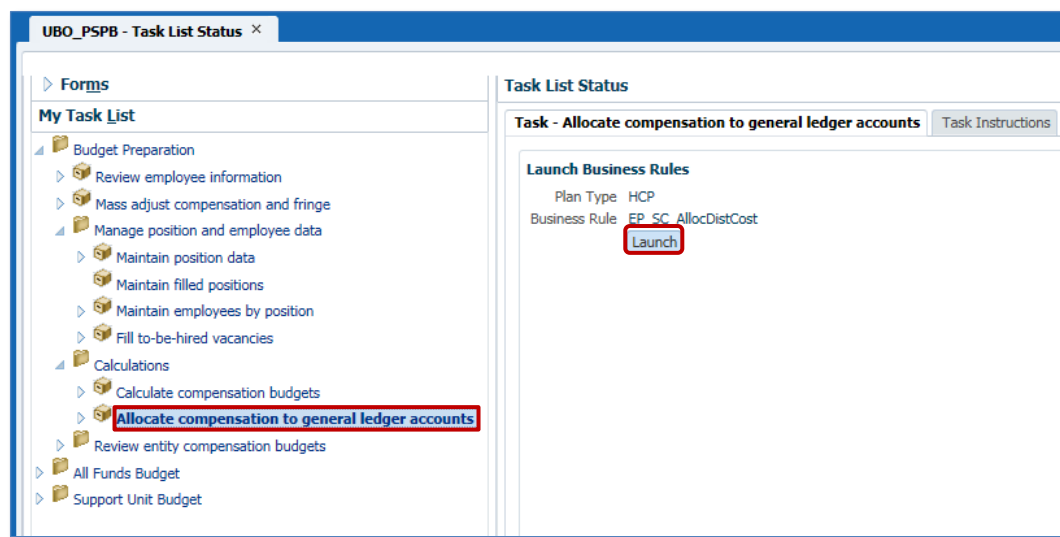 UBO_PSPB - Task List Status ×
Forms
My Task List
Budget Preparation
Review employee information
Mass adjust compensation and fringe
Manage position and employee data
Maintain position data
Maintain filled positions
Maintain employees by position
Fill to-be-hired vacancies
Calculations
Calculate compensation budgets
Allocate compensation to general ledger accounts
Review entity compensation budgets
All Funds Budget
Support Unit Budget
Task List Status
Task - Allocate compensation to general ledger accounts Task Instructions
Launch Business Rules
Plan Type HCP
Business Rule EP_SC_AllocDistCost
Launch